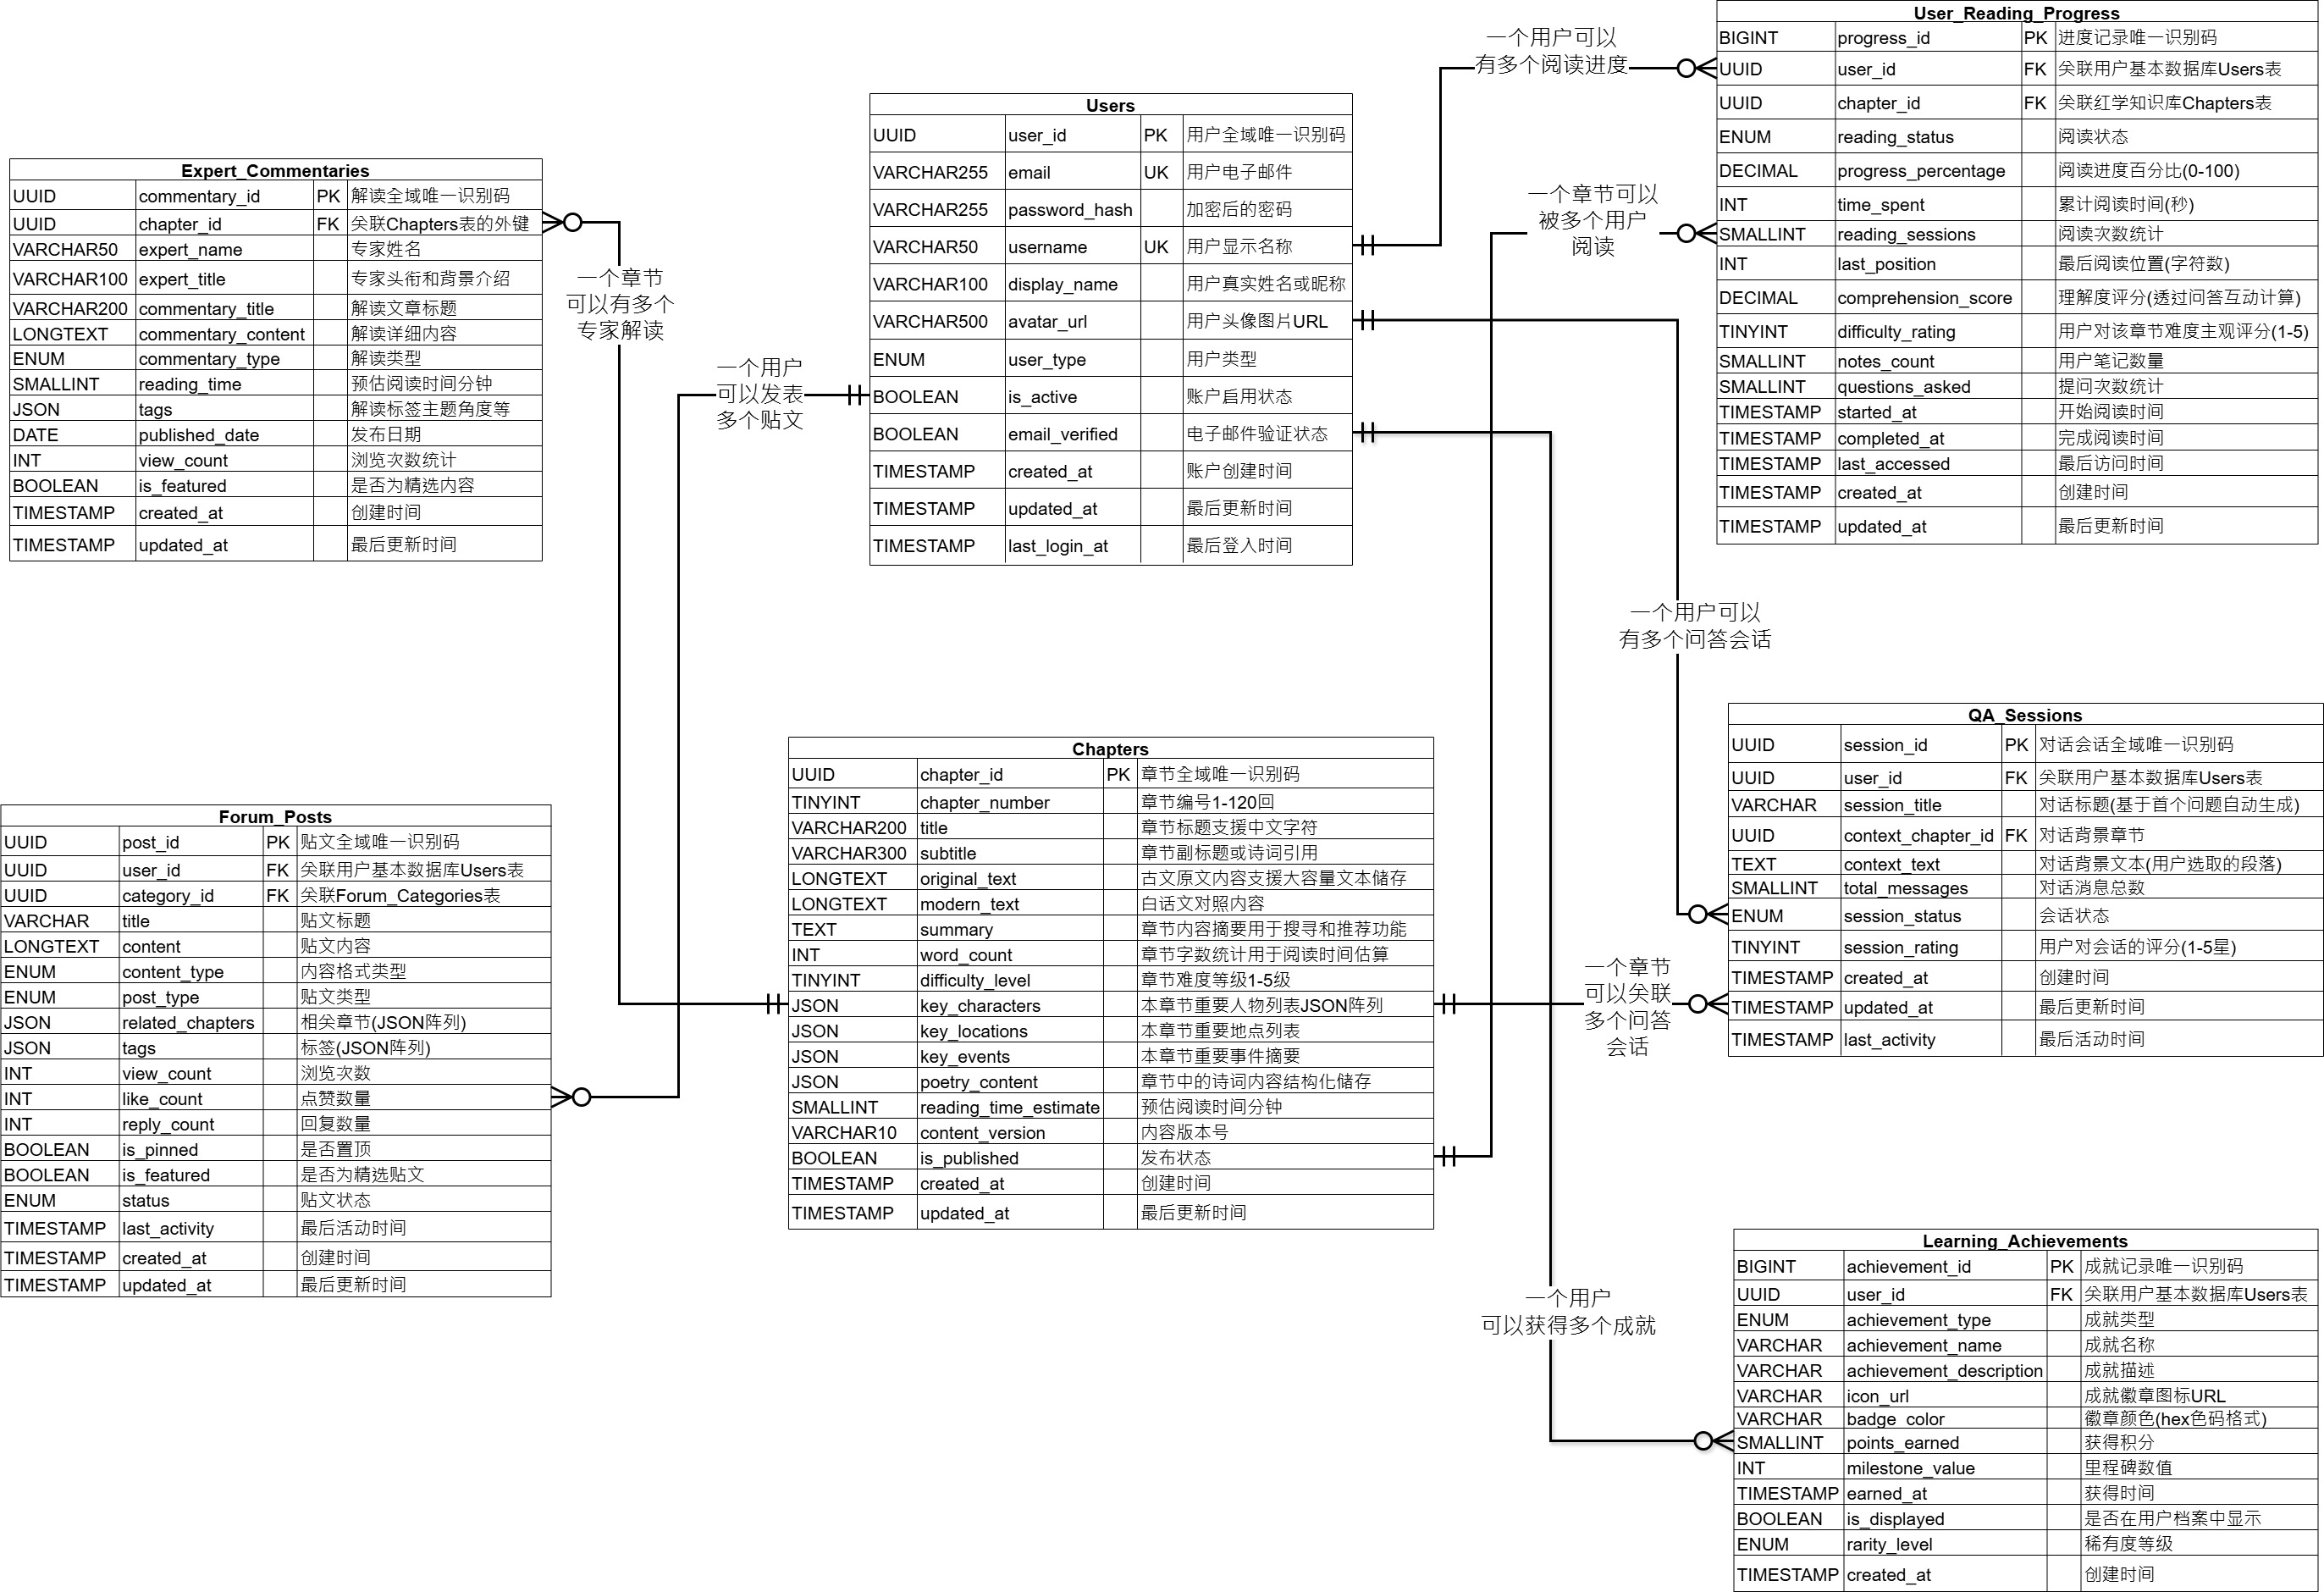 Expert_Commentaries
UUID commentary_id PK 解读全域唯一识别码
UUID chapter_id FK 关联Chapters表的外键
VARCHAR50 expert_name 专家姓名
VARCHAR100 expert_title 专家头衔和背景介绍
VARCHAR200 commentary_title 解读文章标题
LONGTEXT commentary_content 解读详细内容
ENUM commentary_type 解读类型
SMALLINT reading_time 预估阅读时间分钟
JSON tags 解读标签主题角度等
DATE published_date 发布日期
INT view_count 浏览次数统计
BOOLEAN is_featured 是否为精选内容
TIMESTAMP created_at 创建时间
TIMESTAMP updated_at 最后更新时间
一个章节
可以有多个
专家解读
一个用户
可以发表
多个贴文
Users
UUID user_id PK 用户全域唯一识别码
VARCHAR255 email UK 用户电子邮件
VARCHAR255 password_hash 加密后的密码
VARCHAR50 username UK 用户显示名称
VARCHAR100 display_name 用户真实姓名或昵称
VARCHAR500 avatar_url 用户头像图片URL
ENUM user_type 用户类型
BOOLEAN is_active 账户启用状态
BOOLEAN email_verified 电子邮件验证状态
TIMESTAMP created_at 账户创建时间
TIMESTAMP updated_at 最后更新时间
TIMESTAMP last_login_at 最后登入时间
一个用户可以
有多个阅读进度
一个章节可以
被多个用户
阅读
User_Reading_Progress
BIGINT progress_id PK 进度记录唯一识别码
UUID user_id FK 关联用户基本数据库Users表
UUID chapter_id FK 关联红学知识库Chapters表
ENUM reading_status 阅读状态
DECIMAL progress_percentage 阅读进度百分比(0-100)
INT time_spent 累计阅读时间(秒)
SMALLINT reading_sessions 阅读次数统计
INT last_position 最后阅读位置(字符数)
DECIMAL comprehension_score 理解度评分(透过问答互动计算)
TINYINT difficulty_rating 用户对该章节难度主观评分(1-5)
SMALLINT notes_count 用户笔记数量
SMALLINT questions_asked 提问次数统计
TIMESTAMP started_at 开始阅读时间
TIMESTAMP completed_at 完成阅读时间
TIMESTAMP last_accessed 最后访问时间
TIMESTAMP created_at 创建时间
TIMESTAMP updated_at 最后更新时间
一个用户可以
有多个问答会话
Forum_Posts
UUID post_id PK 贴文全域唯一识别码
UUID user_id FK 关联用户基本数据库Users表
UUID category_id FK 关联Forum_Categories表
VARCHAR title 贴文标题
LONGTEXT content 贴文内容
ENUM content_type 内容格式类型
ENUM post_type 贴文类型
JSON related_chapters 相关章节(JSON阵列)
JSON tags 标签(JSON阵列)
INT view_count 浏览次数
INT like_count 点赞数量
INT reply_count 回复数量
BOOLEAN is_pinned 是否置顶
BOOLEAN is_featured 是否为精选贴文
ENUM status 贴文状态
TIMESTAMP last_activity 最后活动时间
TIMESTAMP created_at 创建时间
TIMESTAMP updated_at 最后更新时间
Chapters
UUID chapter_id PK 章节全域唯一识别码
TINYINT chapter_number 章节编号1-120回
VARCHAR200 title 章节标题支援中文字符
VARCHAR300 subtitle 章节副标题或诗词引用
LONGTEXT original_text 古文原文内容支援大容量文本储存
LONGTEXT modern_text 白话文对照内容
TEXT summary 章节内容摘要用于搜寻和推荐功能
INT word_count 章节字数统计用于阅读时间估算
TINYINT difficulty_level 章节难度等级1-5级
JSON key_characters 本章节重要人物列表JSON阵列
JSON key_locations 本章节重要地点列表
JSON key_events 本章节重要事件摘要
JSON poetry_content 章节中的诗词内容结构化储存
SMALLINT reading_time_estimate 预估阅读时间分钟
VARCHAR10 content_version 内容版本号
BOOLEAN is_published 发布状态
TIMESTAMP created_at 创建时间
TIMESTAMP updated_at 最后更新时间
一个章节
可以关联
多个问答
会话
QA_Sessions
UUID session_id PK 对话会话全域唯一识别码
UUID user_id FK 关联用户基本数据库Users表
VARCHAR session_title 对话标题(基于首个问题自动生成)
UUID context_chapter_id FK 对话背景章节
TEXT context_text 对话背景文本(用户选取的段落)
SMALLINT total_messages 对话消息总数
ENUM session_status 会话状态
TINYINT session_rating 用户对会话的评分(1-5星)
TIMESTAMP created_at 创建时间
TIMESTAMP updated_at 最后更新时间
TIMESTAMP last_activity 最后活动时间
一个用户
可以获得多个成就
Learning_Achievements
BIGINT achievement_id PK 成就记录唯一识别码
UUID user_id FK 关联用户基本数据库Users表
ENUM achievement_type 成就类型
VARCHAR achievement_name 成就名称
VARCHAR achievement_description 成就描述
VARCHAR icon_url 成就徽章图标URL
VARCHAR badge_color 徽章颜色(hex色码格式)
SMALLINT points_earned 获得积分
INT milestone_value 里程碑数值
TIMESTAMP earned_at 获得时间
BOOLEAN is_displayed 是否在用户档案中显示
ENUM rarity_level 稀有度等级
TIMESTAMP created_at 创建时间